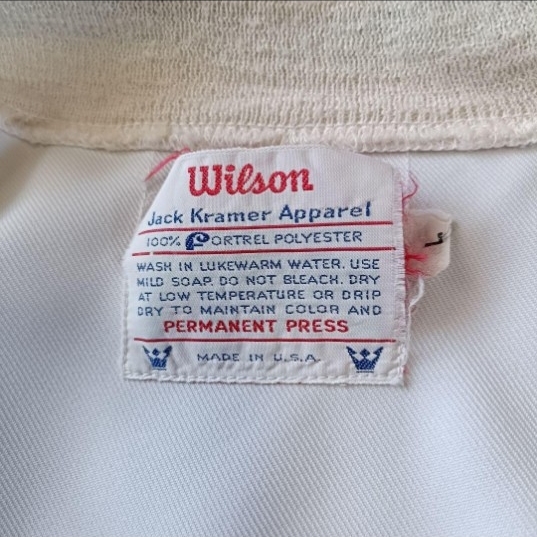 Wilson
Jack Kramer Apparel
100% PORTREL POLYESTER
WASH IN LUKEWARM WATER. USE
MILD SOAP. DO NOT BLEACH. DRY
AT LOW TEMPERATURE OR DRIP
DRY TO MAINTAIN COLOR AND
PERMANENT PRESS
MADE IN U.S.A.
L